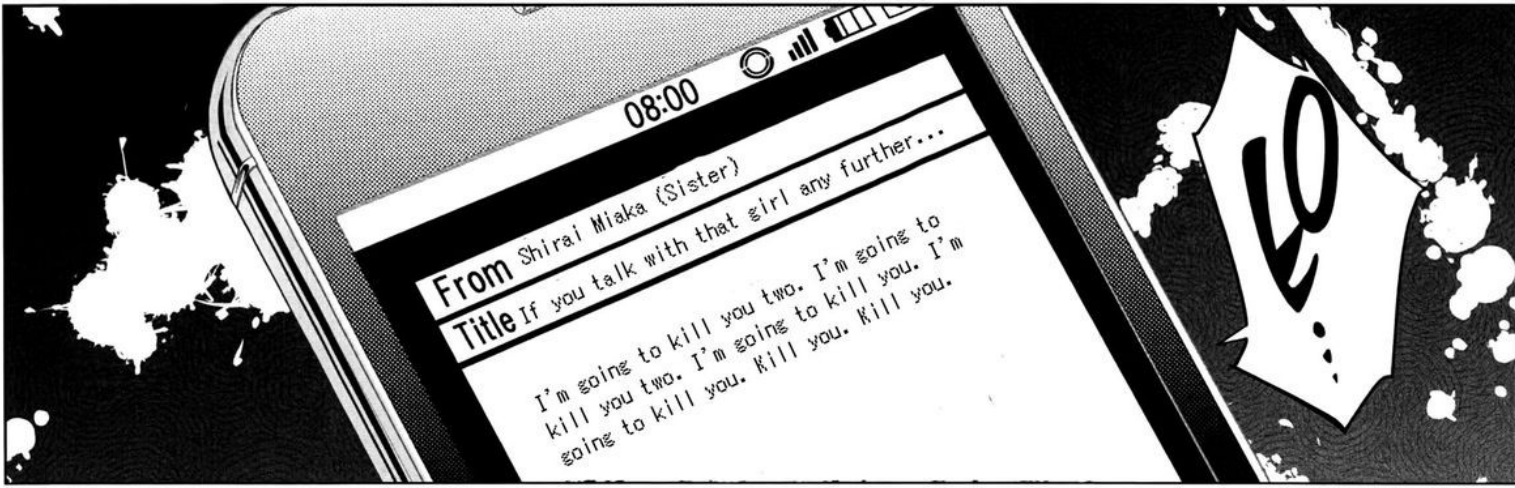 08:00
From Shirai Miaka (Sister)
Title If you talk with that girl any further...
I'm going to kill you two. I'm going to
kill you two. I'm going to kill you. I'm
going to kill you. Kill you. Kill you.